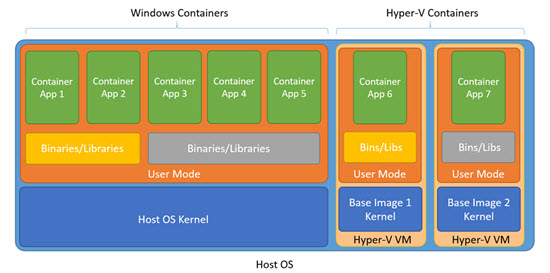 Windows Containers
Hyper-V Containers
Container
App 1
Container
App 2
Container
App 3
Container
App 4
Container
App 5
Container
App 6
Container
App 7
Binaries/Libraries
Binaries/Libraries
Bins/Libs
Bins/Libs
User Mode
User Mode
User Mode
Host OS Kernel
Base Image 1
Kernel
Base Image 2
Kernel
Hyper-V VM
Hyper-V VM
Host OS